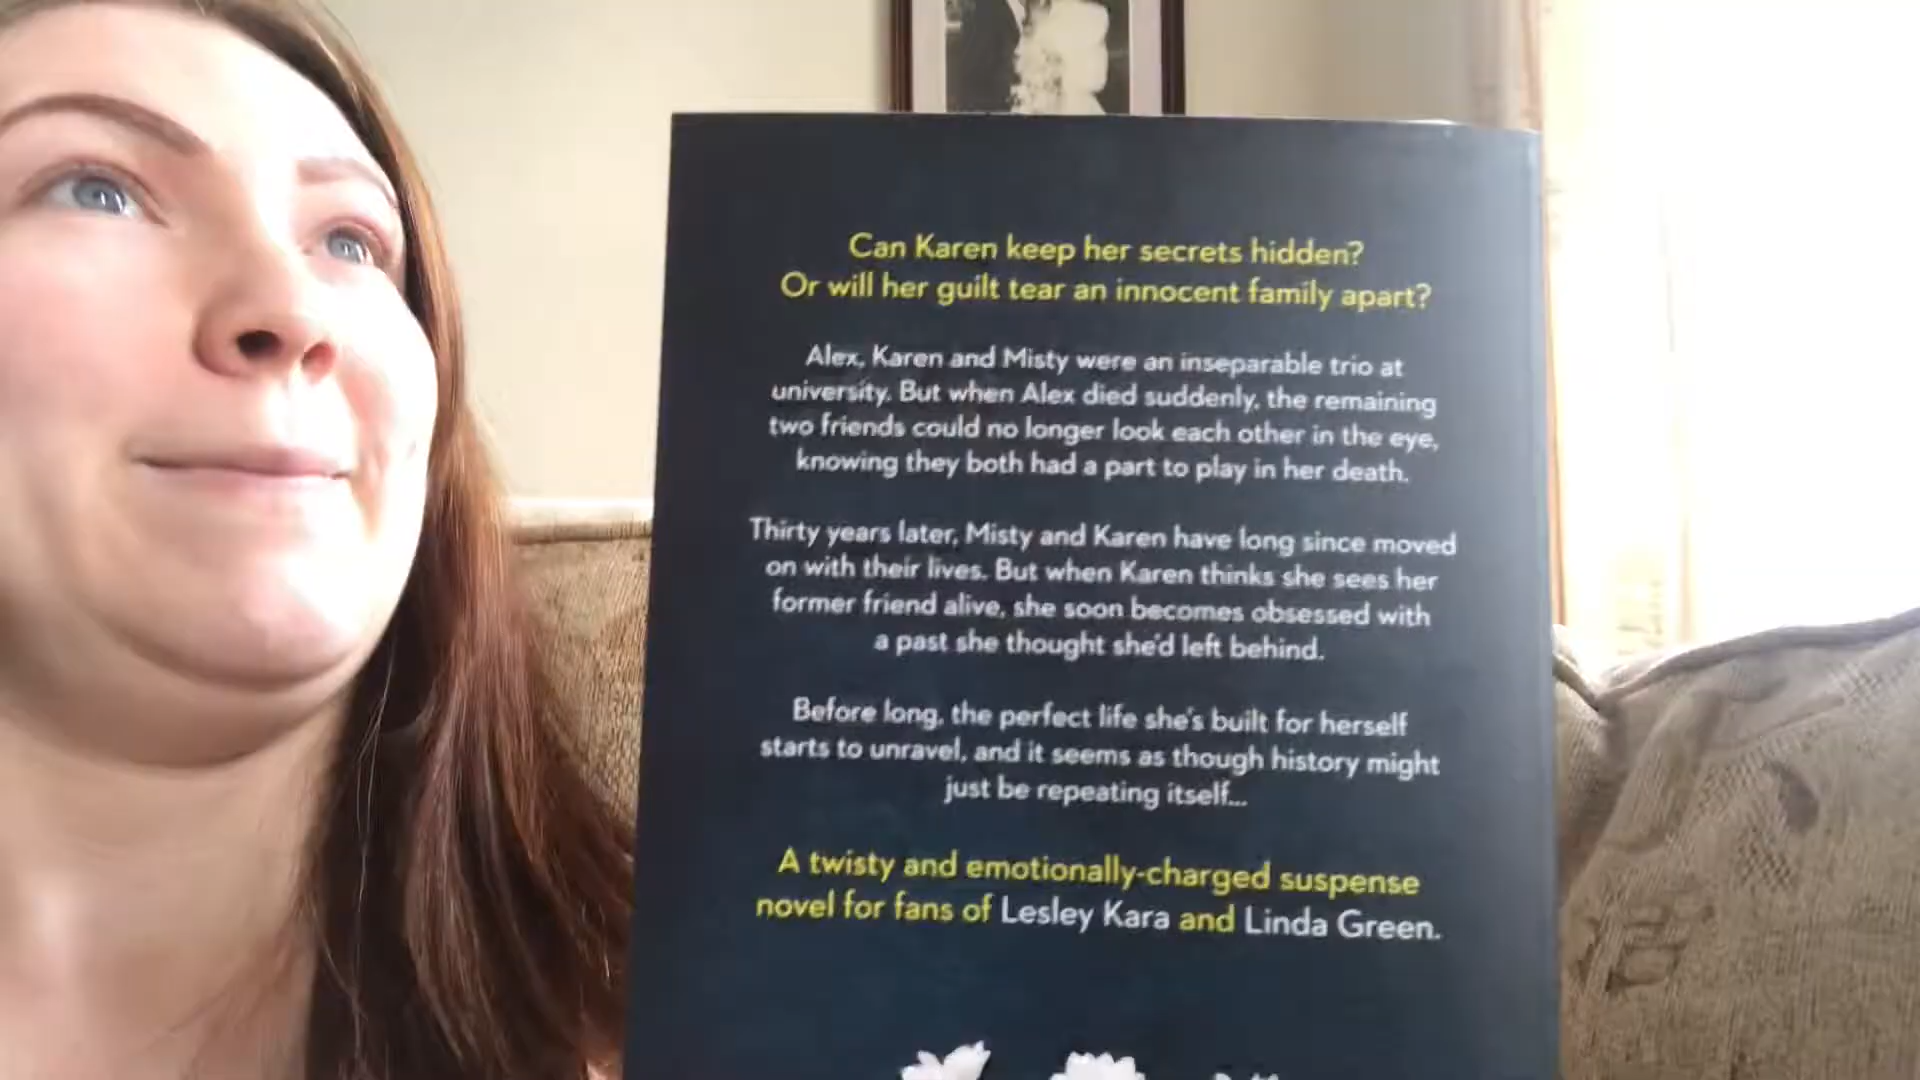 Can Karen keep her secrets hidden?
Or will her guilt tear an innocent family apart?
Alex, Karen and Misty were an inseparable trio at
university. But when Alex died suddenly, the remaining
two friends could no longer look each other in the eye,
knowing they both had a part to play in her death.
Thirty years later, Misty and Karen have long since moved
on with their lives. But when Karen thinks she sees her
former friend alive, she soon becomes obsessed with
a past she thought she'd left behind.
Before long, the perfect life she's built for herself
starts to unravel, and it seems as though history might
just be repeating itself...
A twisty and emotionally-charged suspense
novel for fans of Lesley Kara and Linda Green.